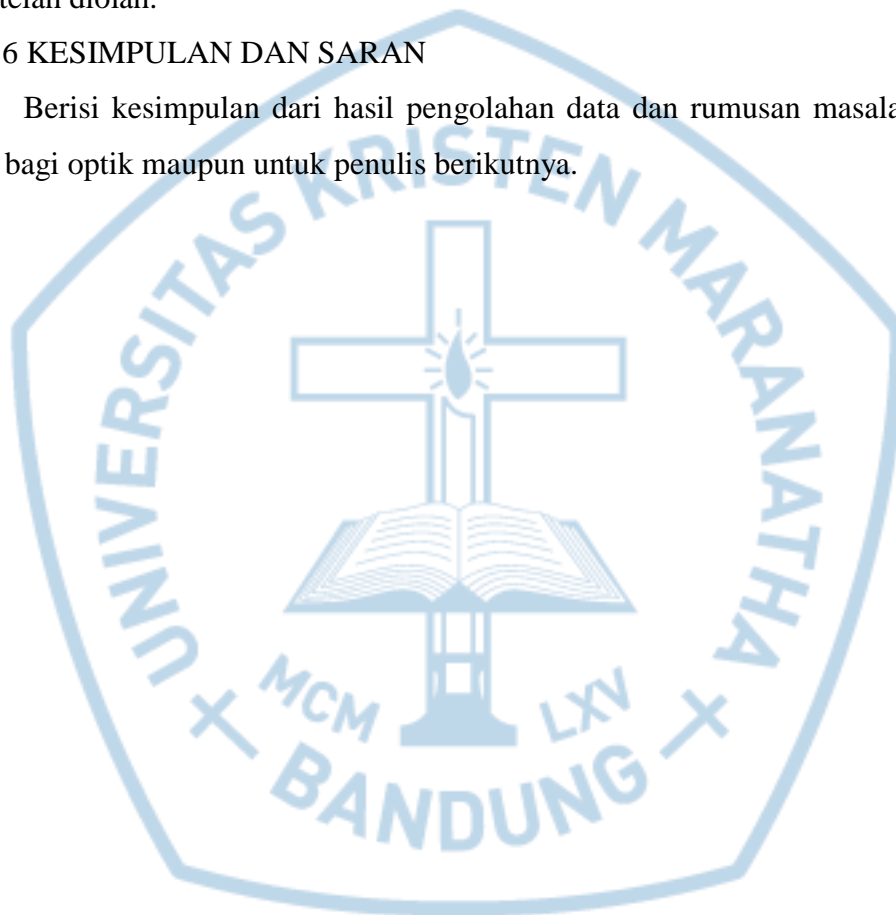 telah diolah.
6 KESIMPULAN DAN SARAN
Berisi kesimpulan dari hasil pengolahan data dan rumusan masala
bagi optik maupun untuk penulis berikutnya.
UNIVERSITAS KRISTEN MARANATHA
MCM LXV
BANDUNG